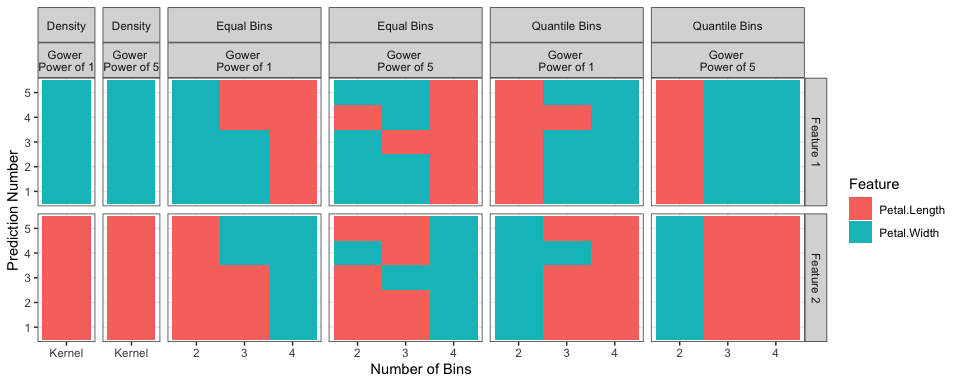 Density
Density
Equal Bins
Equal Bins
Quantile Bins
Quantile Bins
Gower
Power of 1
Gower
Power of 5
Gower
Power of 1
Gower
Power of 5
Gower
Power of 1
Gower
Power of 5
Prediction Number
5
4
3
2
1
Feature 1
5
4
3
2
1
Feature 2
Kernel
Kernel
2 3 4
2 3 4
2 3 4
2 3 4
Number of Bins
Feature
Petal.Length
Petal.Width